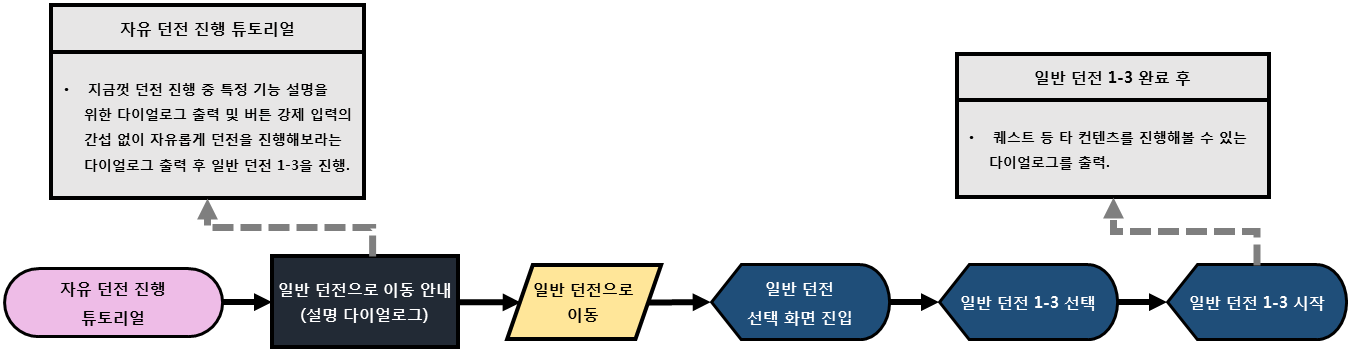 자유 던전 진행 튜토리얼
• 지금껏 던전 진행 중 특정 기능 설명을
위한 다이얼로그 출력 및 버튼 강제 입력의
간섭 없이 자유롭게 던전을 진행해보라는
다이얼로그 출력 후 일반 던전 1-3을 진행.
일반 던전 1-3 완료 후
• 퀘스트 등 타 컨텐츠를 진행해볼 수 있는
다이얼로그를 출력.
자유 던전 진행
튜토리얼
일반 던전으로 이동 안내
(설명 다이얼로그)
일반 던전으로
이동
일반 던전
선택 화면 진입
일반 던전 1-3 선택
일반 던전 1-3 시작